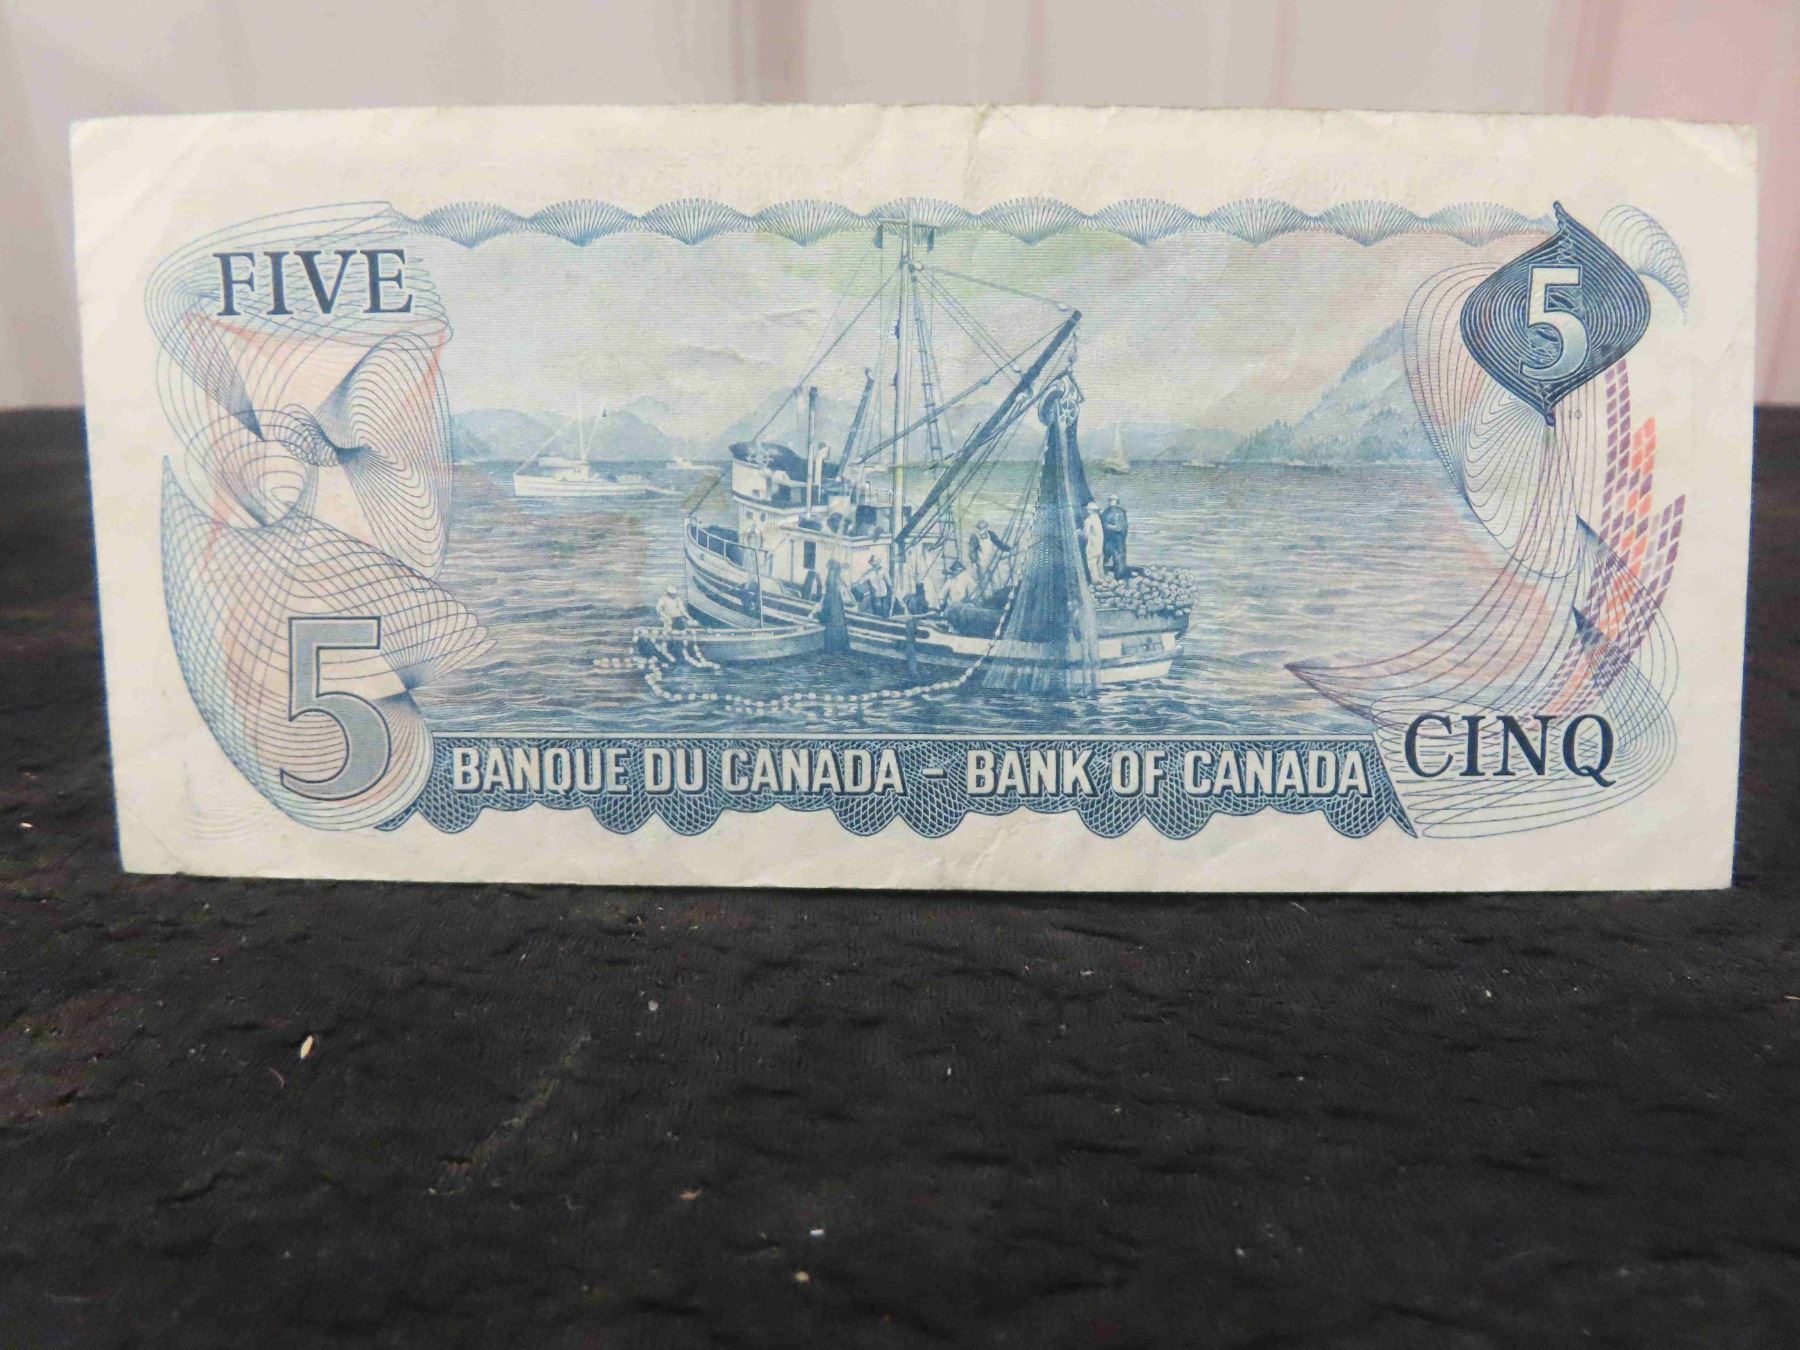 FIVE
5
5
BANQUE DU CANADA - BANK OF CANADA
CINQ